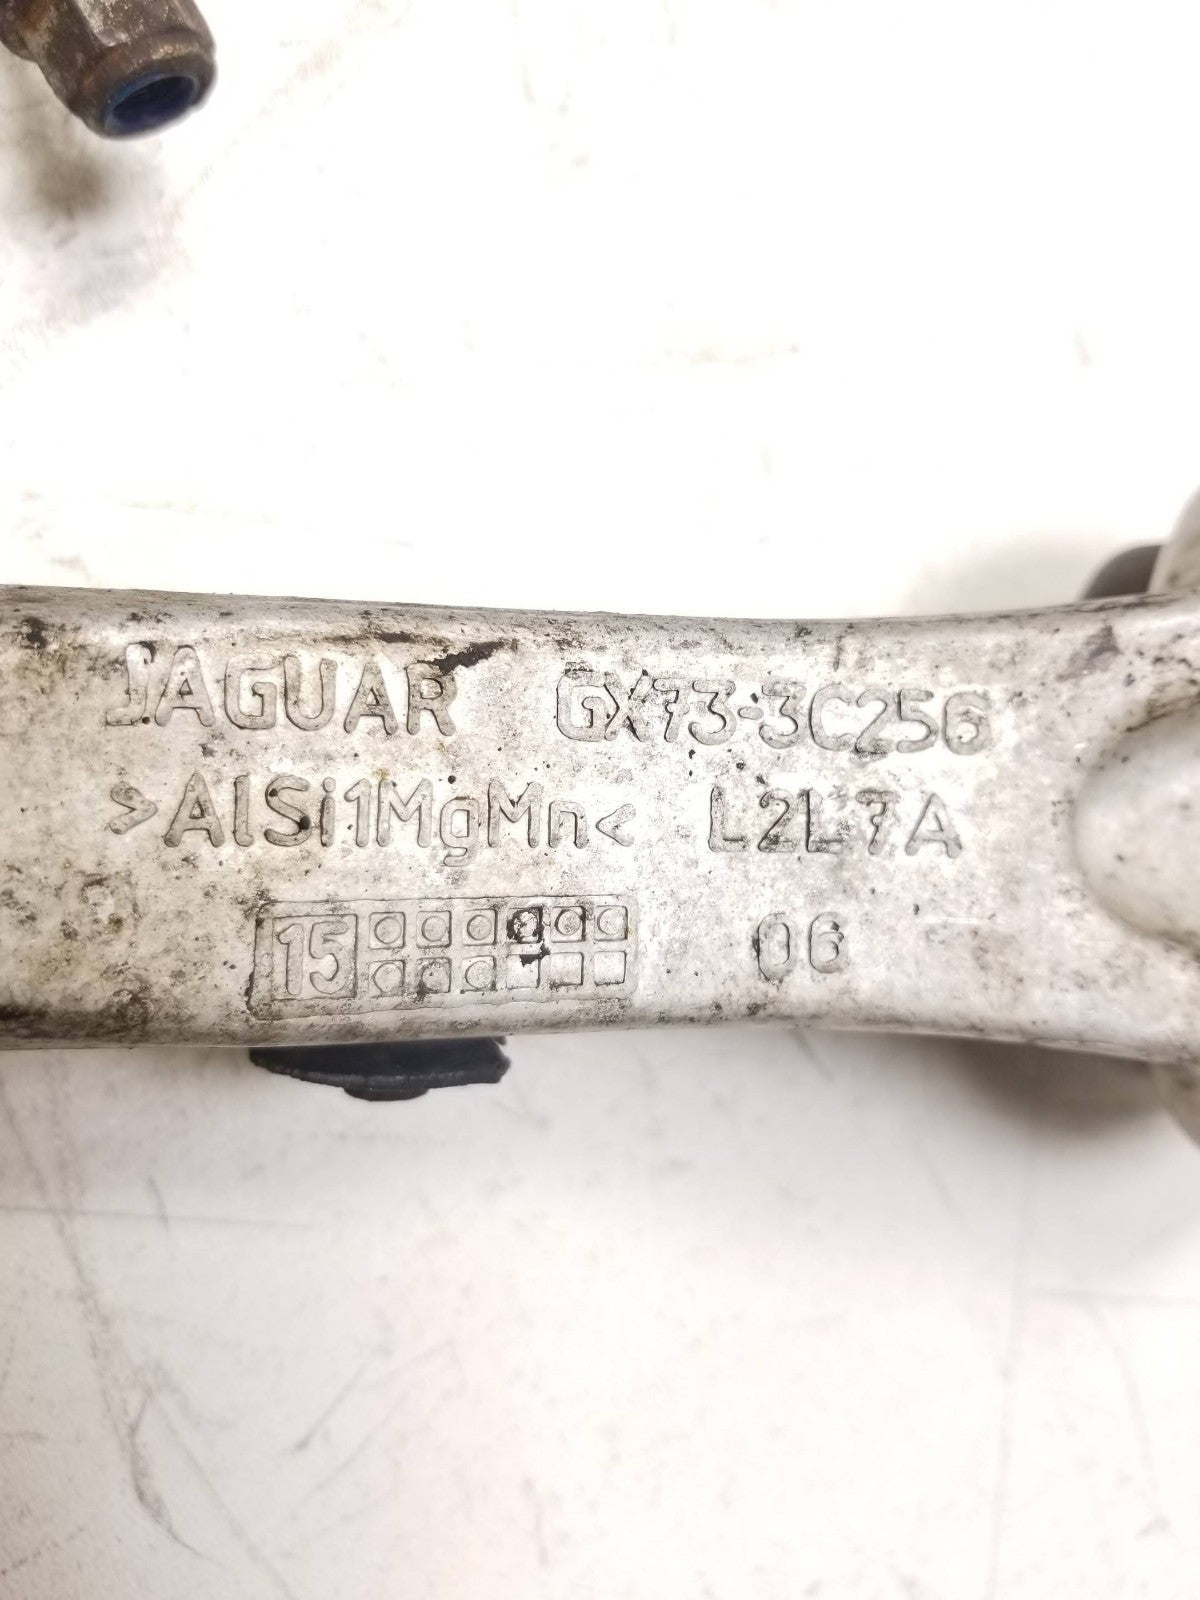 JAGUAR GX73-3C256
>AlSi1MgMn< L2L7A
15 06